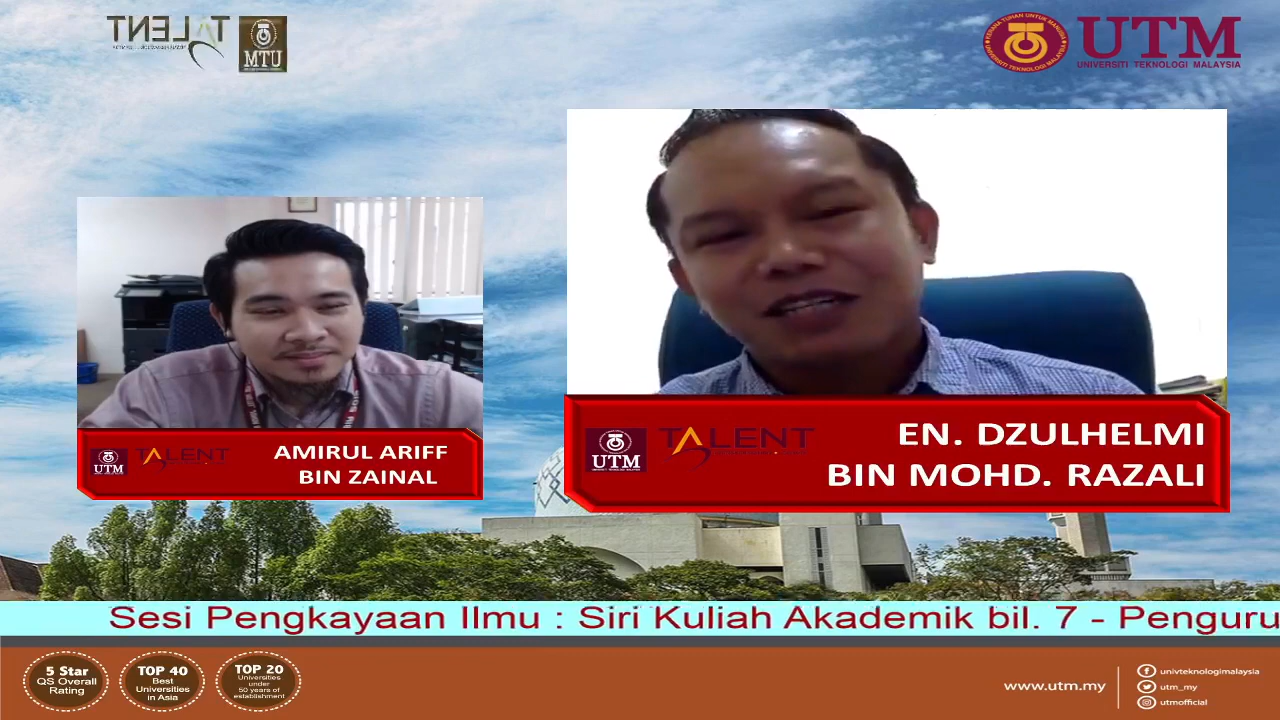 TALENT
UTM
UTM
UNIVERSITI TEKNOLOGI MALAYSIA
UTM
TALENT
AMIRUL ARIFF
BIN ZAINAL
UTM
TALENT
EN. DZULHELMI
BIN MOHD. RAZALI
Sesi Pengkayaan Ilmu : Siri Kuliah Akademik bil. 7 - Penguru
5 Star
QS Overall
Rating
TOP 40
Best
Universities
in Asia
TOP 20
Universities
under
50 years of
establishment
www.utm.my
univteknologimalaysia
utm_my
utmofficial